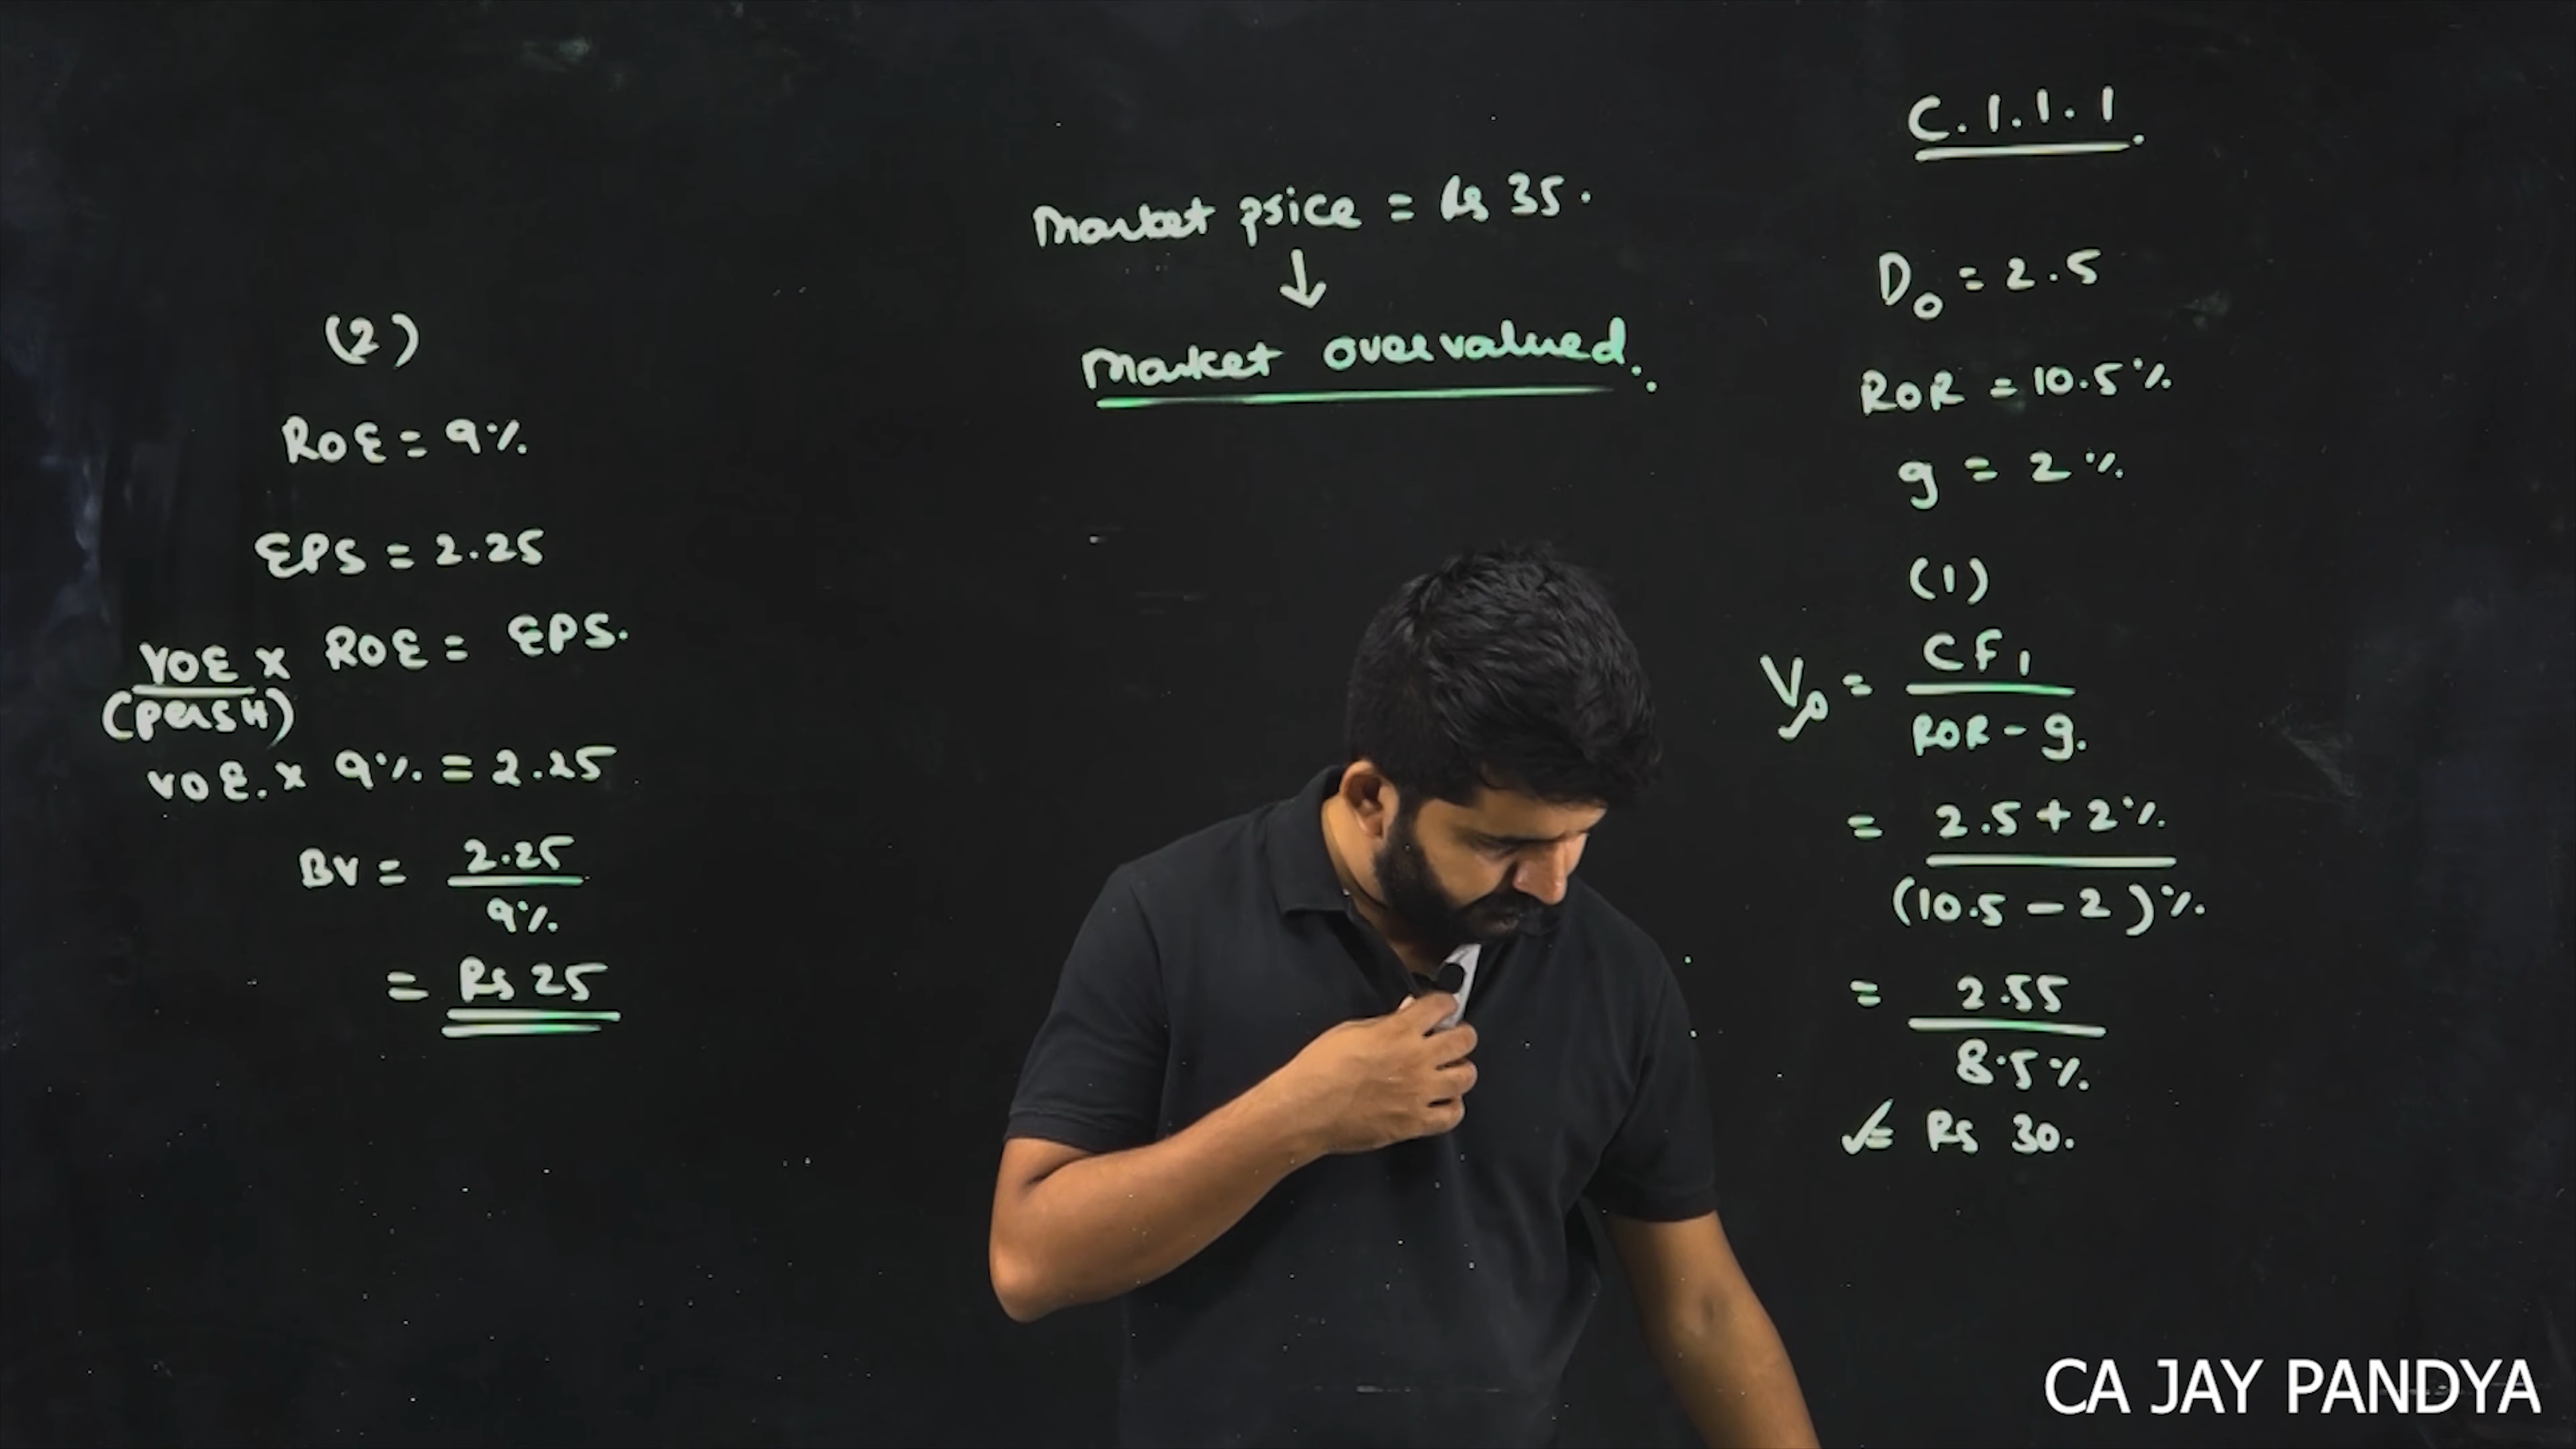 C.1.1.1.
D₀ = 2.5
ROR = 10.5%
g = 2%
(1)
V₀ = CF₁
ROR - g.
= 2.5 + 2%
(10.5 - 2)%
= 2.55
8.5%
= Rs 30.
Market price = Rs 35.
↓
Market overvalued.
(2)
ROE = 9%
EPS = 2.25
VOE × ROE = EPS.
(per SH)
VOE. × 9% = 2.25
BV = 2.25
9%
= Rs 25
CA JAY PANDYA